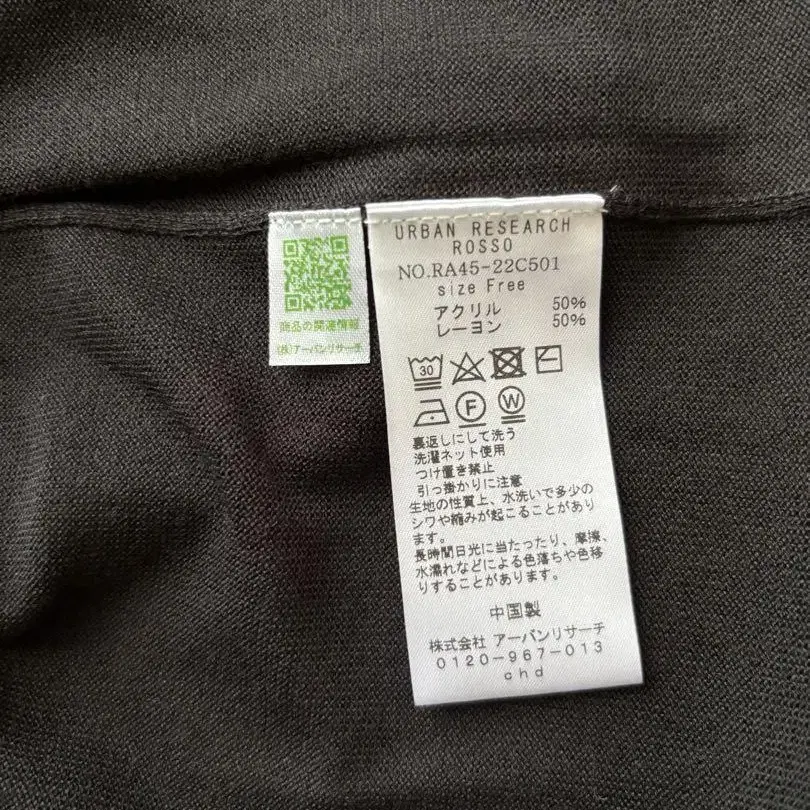 商品の関連情報
(株)アーバンリサーチ
URBAN RESEARCH
ROSSO
NO.RA45-22C501
size Free
アクリル 50%
レーヨン 50%
30
F W
裏返しにして洗う
洗濯ネット使用
つけ置き禁止
引っ掛かりに注意
生地の性質上、水洗いで多少の
シワや縮みが起こることがあり
ます。
長時間日光に当たったり、摩擦、
水濡れなどによる色落ちや色移
りすることがあります。
中国製
株式会社 アーバンリサーチ
0120-967-013
chd